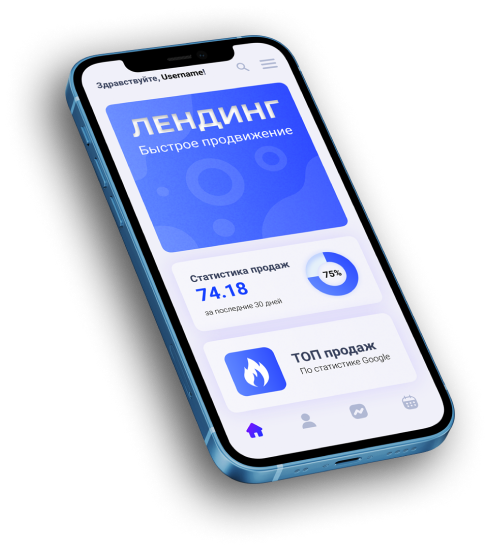 Здравствуйте, Username!
ЛЕНДИНГ
Быстрое продвижение
Статистика продаж
74.18
за последние 30 дней
75%
ТОП продаж
По статистике Google